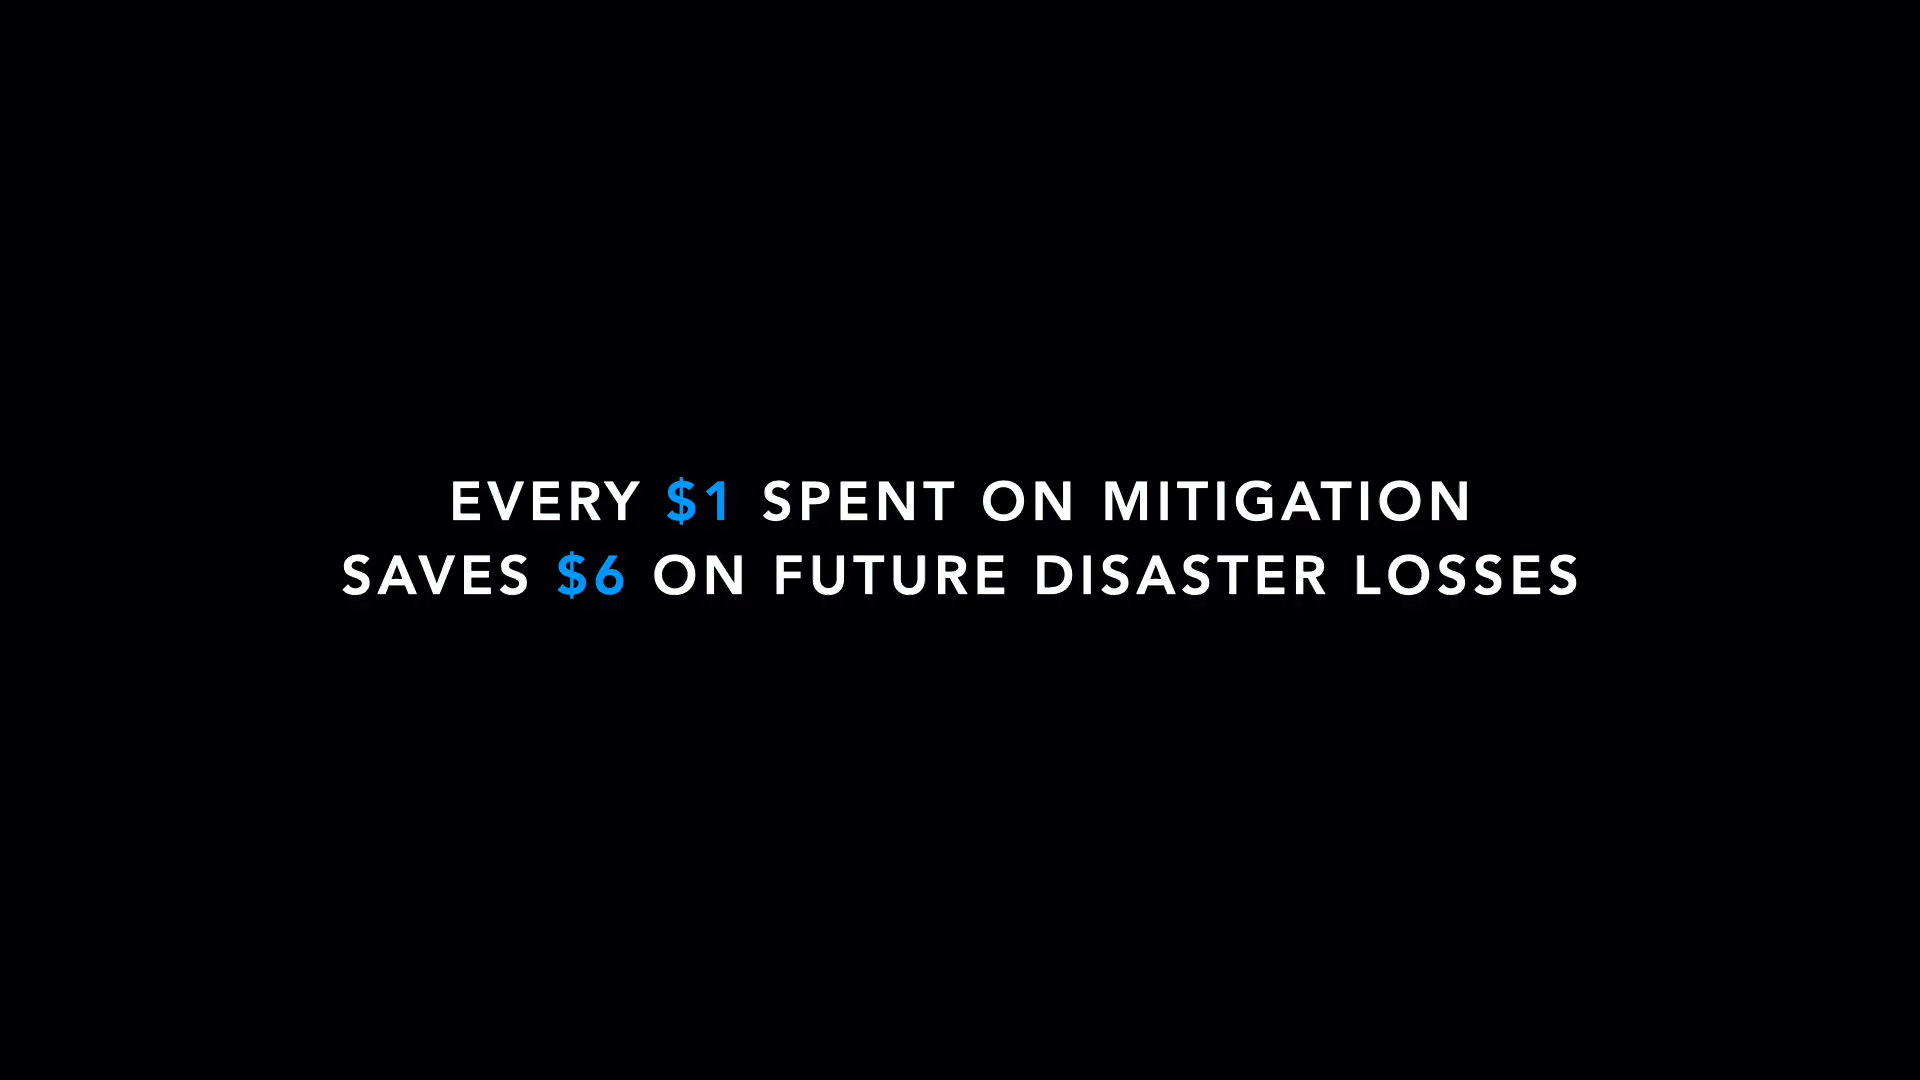 EVERY $1 SPENT ON MITIGATION
SAVES $6 ON FUTURE DISASTER LOSSES